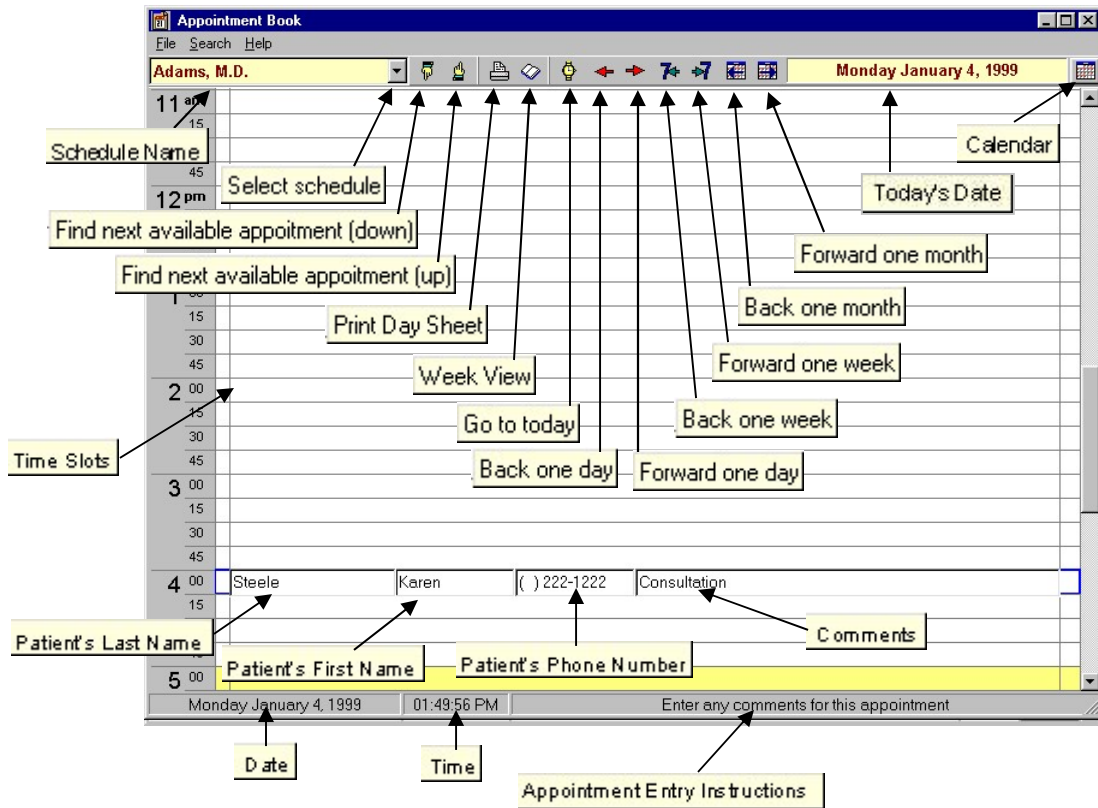 Appointment Book
File Search Help
Adams, M.D.
Monday January 4, 1999
11 am
15
Schedule Name
Calendar
45
Select schedule
Today's Date
12 pm
Find next available appoitment (down)
Forward one month
Find next available appoitment (up)
1 00
Back one month
15
Print Day Sheet
30
45
Forward one week
Week View
2 00
15
Go to today
Back one week
30
45
Time Slots
Back one day
Forward one day
3 00
15
30
45
4 00 Steele Karen ( ) 222-1222 Consultation
15
Patient's Last Name
Comments
Patient's First Name
Patient's Phone Number
5 00
Monday January 4, 1999 01:49:56 PM Enter any comments for this appointment
Date
Time
Appointment Entry Instructions